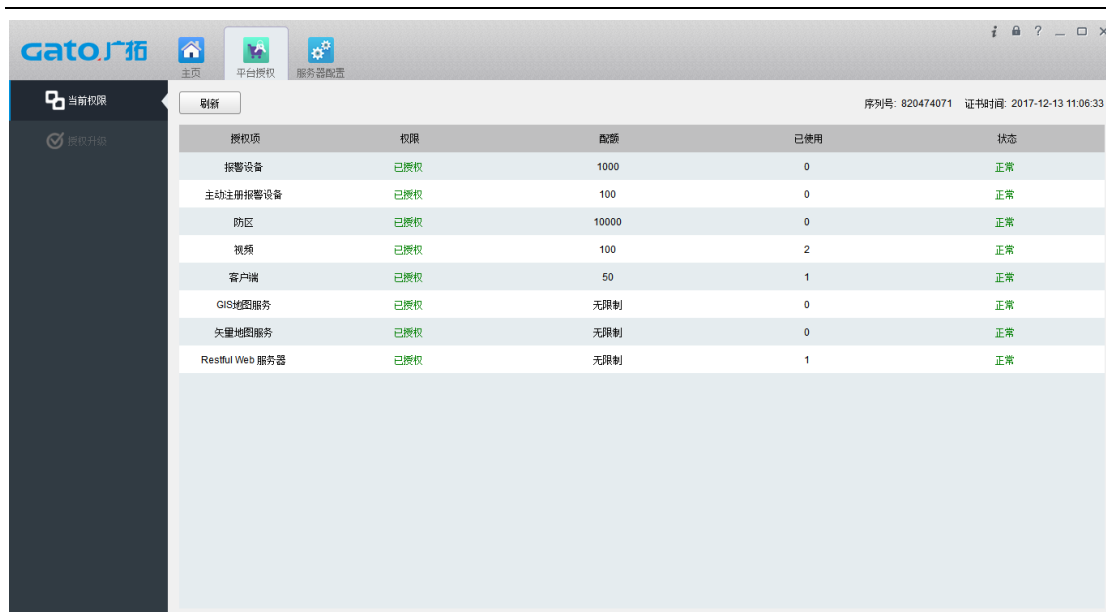 Gato.广拓
主页 平台授权 服务器配置
当前权限
授权升级
刷新 序列号: 820474071 证书时间: 2017-12-13 11:06:33
授权项 权限 配额 已使用 状态
报警设备 已授权 1000 0 正常
主动注册报警设备 已授权 100 0 正常
防区 已授权 10000 0 正常
视频 已授权 100 2 正常
客户端 已授权 50 1 正常
GIS地图服务 已授权 无限制 0 正常
矢量地图服务 已授权 无限制 0 正常
Restful Web 服务器 已授权 无限制 1 正常